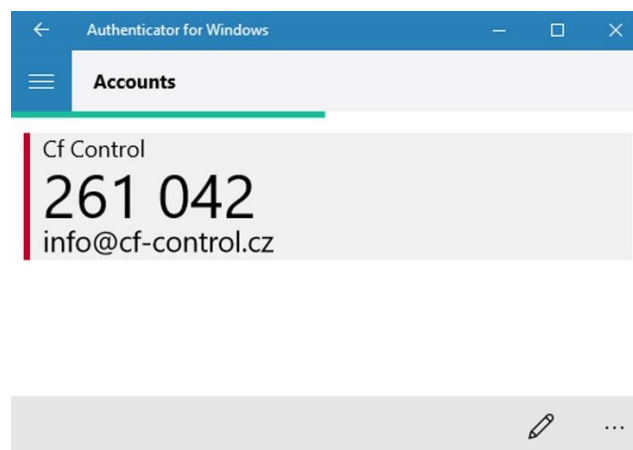 Authenticator for Windows
Accounts
Cf Control
261 042
info@cf-control.cz